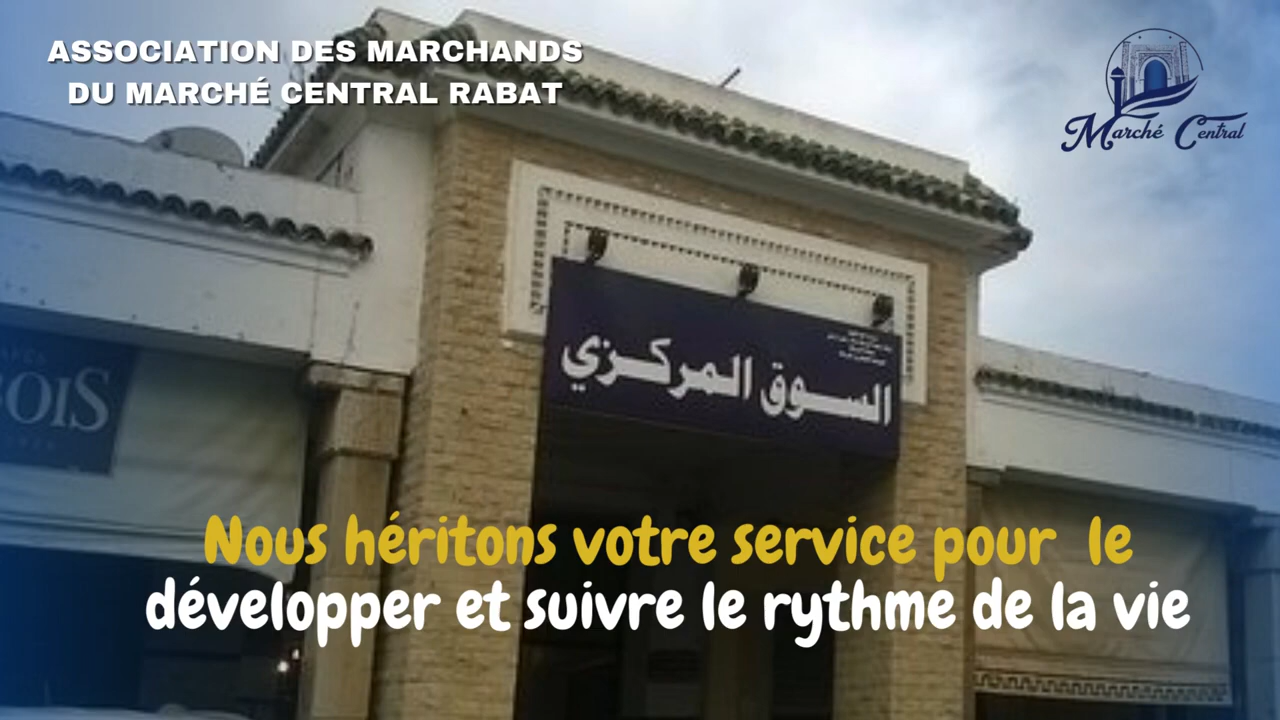 ASSOCIATION DES MARCHANDS
DU MARCHÉ CENTRAL RABAT
Marché Central
السوق المركزي
OIS
Nous héritons votre service pour le
développer et suivre le rythme de la vie